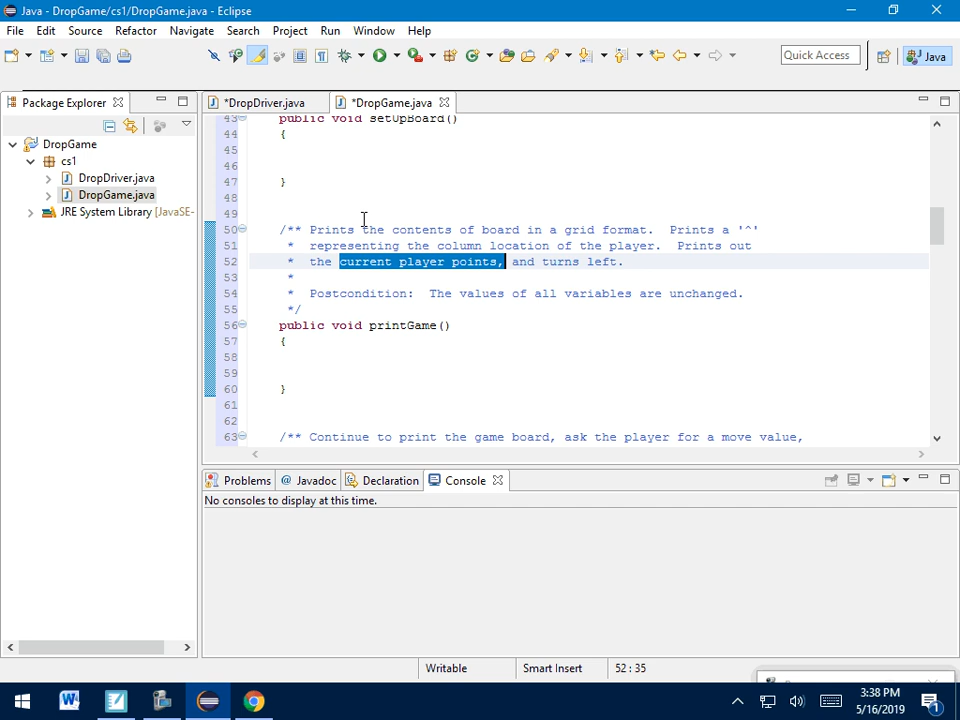 Java - DropGame/cs1/DropGame.java - Eclipse
File Edit Source Refactor Navigate Search Project Run Window Help
Quick Access
Java
Package Explorer
*DropDriver.java
*DropGame.java
DropGame
cs1
DropDriver.java
DropGame.java
JRE System Library [JavaSE-
43 public void setUpBoard()
44 {
45
46
47 }
48
49
50 /** Prints the contents of board in a grid format. Prints a '^'
51 * representing the column location of the player. Prints out
52 * the current player points, and turns left.
53 *
54 * Postcondition: The values of all variables are unchanged.
55 */
56 public void printGame()
57 {
58
59
60 }
61
62
63 /** Continue to print the game board, ask the player for a move value,
Problems @ Javadoc Declaration Console
No consoles to display at this time.
Writable Smart Insert 52 : 35
3:38 PM
5/16/2019
1